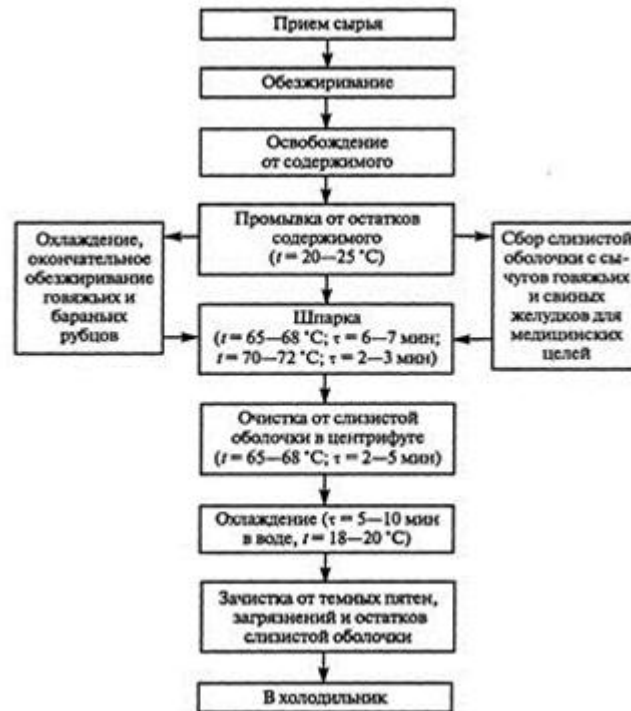 Прием сырья
Обезжиривание
Освобождение
от содержимого
Промывка от остатков
содержимого
(t = 20—25 °C)
Охлаждение,
окончательное
обезжиривание
говяжьих и
бараньих
рубцов
Сбор слизистой
оболочки с сы-
чугов говяжьих
и свиных
желудков для
медицинских
целей
Шпарка
(t = 65—68 °C; τ = 6—7 мин;
t = 70—72 °C; τ = 2—3 мин)
Очистка от слизистой
оболочки в центрифуге
(t = 65—68 °C; τ = 2—5 мин)
Охлаждение (τ = 5—10 мин
в воде, t = 18—20 °C)
Зачистка от темных пятен,
загрязнений и остатков
слизистой оболочки
В холодильник